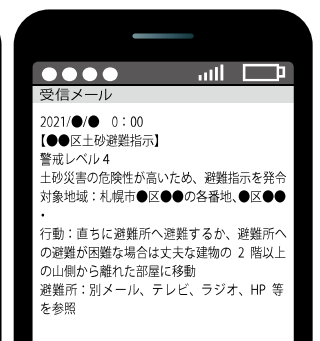 受信メール
2021/●/●　0：00
【●●区土砂避難指示】
警戒レベル 4
土砂災害の危険性が高いため、避難指示を発令
対象地域：札幌市●区●●の各番地､●区●●
・
行動：直ちに避難所へ避難するか、避難所へ
の避難が困難な場合は丈夫な建物の 2 階以上
の山側から離れた部屋に移動
避難所：別メール、テレビ、ラジオ、HP 等
を参照